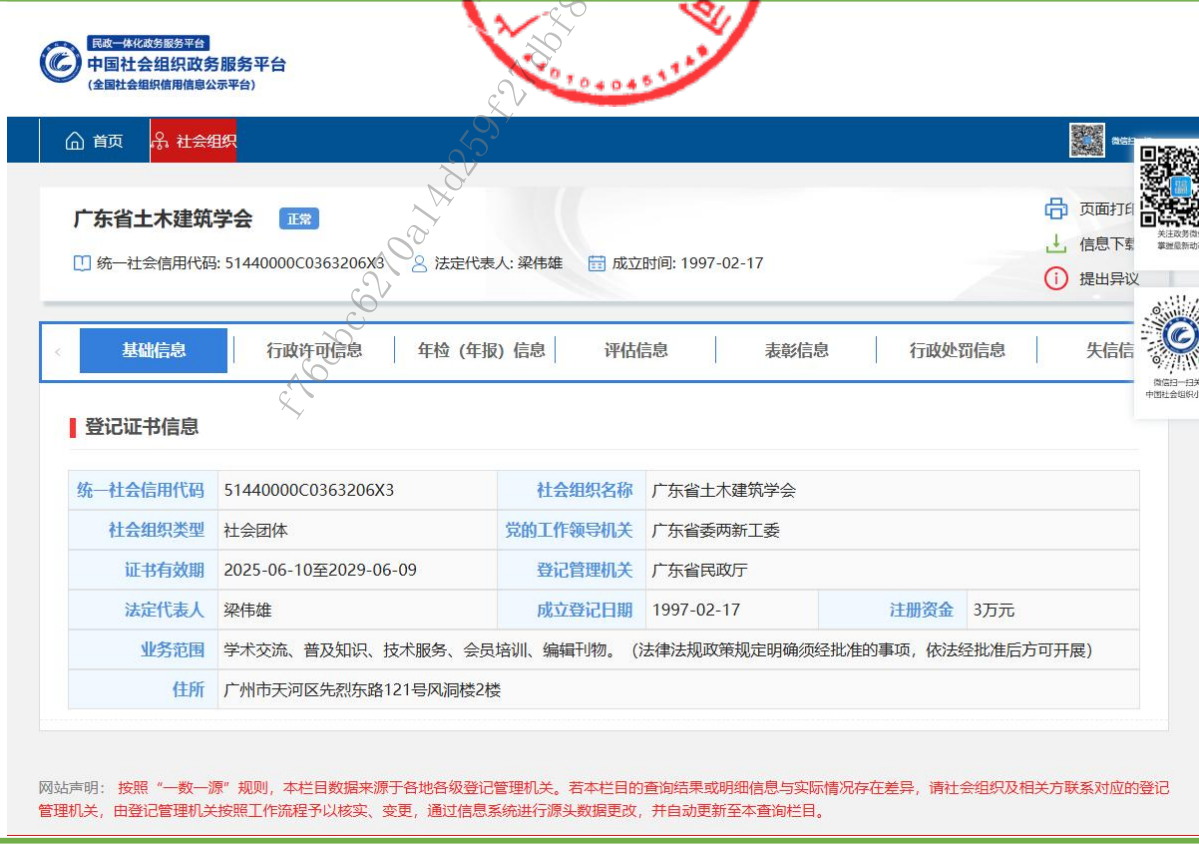 民政一体化政务服务平台
中国社会组织政务服务平台
(全国社会组织信用信息公示平台)
首页
社会组织
广东省土木建筑学会
正常
统一社会信用代码: 51440000C0363206X3
法定代表人: 梁伟雄
成立时间: 1997-02-17
页面打印
信息下载
提出异议
基础信息
行政许可信息
年检（年报）信息
评估信息
表彰信息
行政处罚信息
失信信
登记证书信息
统一社会信用代码 51440000C0363206X3 社会组织名称 广东省土木建筑学会
社会组织类型 社会团体 党的工作领导机关 广东省委两新工委
证书有效期 2025-06-10至2029-06-09 登记管理机关 广东省民政厅
法定代表人 梁伟雄 成立登记日期 1997-02-17 注册资金 3万元
业务范围 学术交流、普及知识、技术服务、会员培训、编辑刊物。（法律法规政策规定明确须经批准的事项，依法经批准后方可开展）
住所 广州市天河区先烈东路121号风洞楼2楼
网站声明： 按照“一数一源”规则，本栏目数据来源于各地各级登记管理机关。若本栏目的查询结果或明细信息与实际情况存在差异，请社会组织及相关方联系对应的登记
管理机关，由登记管理机关按照工作流程予以核实、变更，通过信息系统进行源头数据更改，并自动更新至本查询栏目。